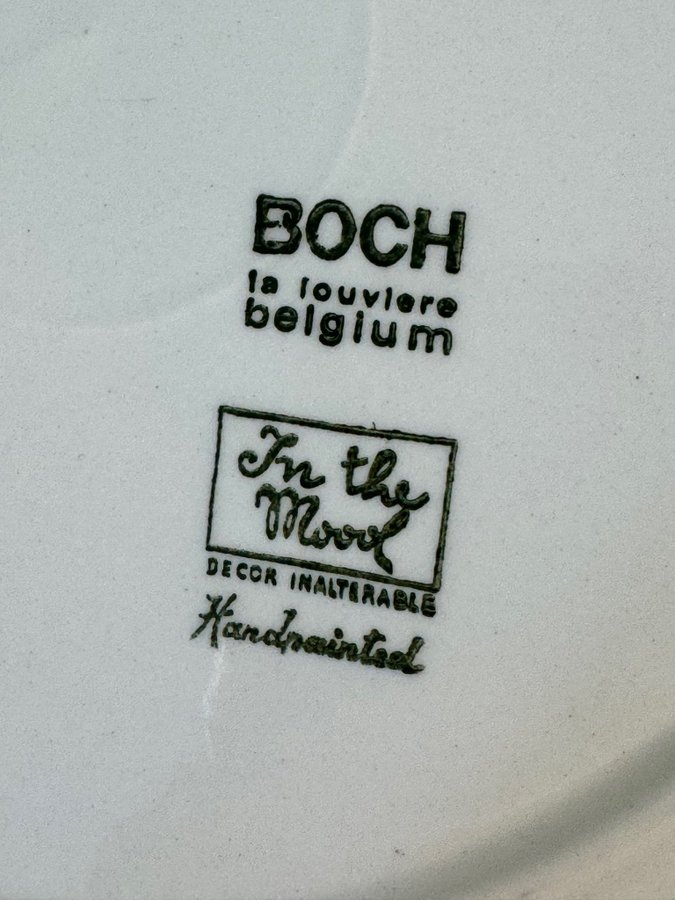 BOCH
la louviere
belgium
In the
Mood
DECOR INALTERABLE
Handpainted